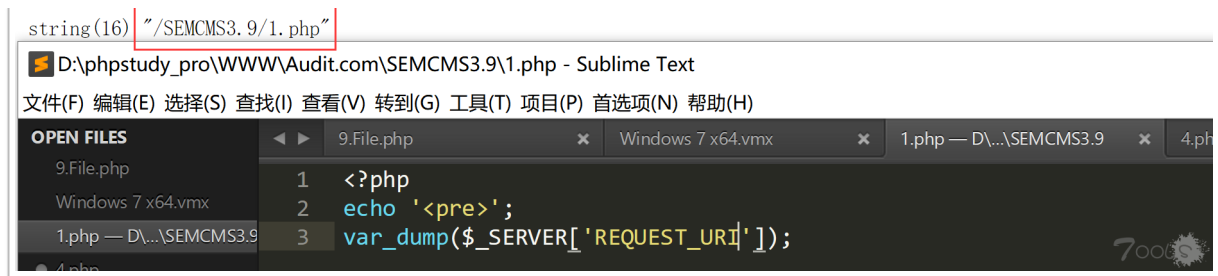 string(16) "/SEMCMS3.9/1.php"
D:\phpstudy_pro\WWW\Audit.com\SEMCMS3.9\1.php - Sublime Text
文件(F) 编辑(E) 选择(S) 查找(I) 查看(V) 转到(G) 工具(T) 项目(P) 首选项(N) 帮助(H)
OPEN FILES
9.File.php
Windows 7 x64.vmx
1.php — D\...\SEMCMS3.9
4.php
9.File.php
Windows 7 x64.vmx
1.php — D\...\SEMCMS3.9
4.ph
1 <?php
2 echo '<pre>';
3 var_dump($_SERVER['REQUEST_URI']);